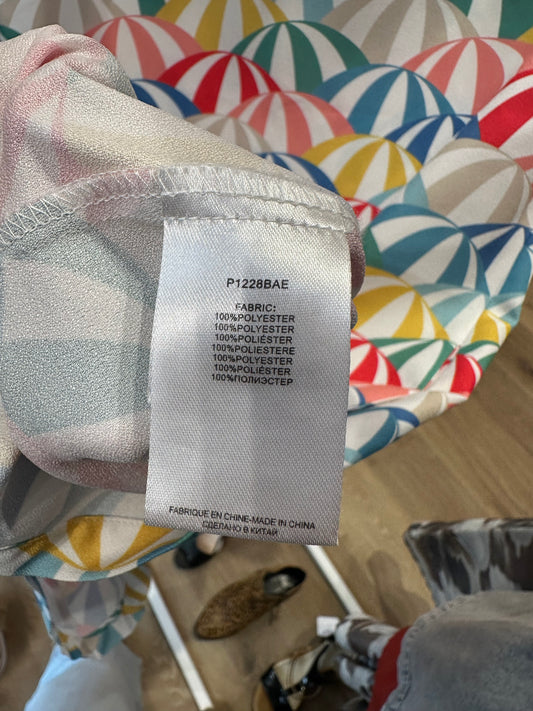 P1228BAE
FABRIC:
100%POLYESTER
100%POLYESTER
100%POLIÉSTER
100%POLIESTERE
100%POLYESTER
100%POLIÉSTER
100%ПОЛИЭСТЕР
FABRIQUE EN CHINE-MADE IN CHINA
СДЕЛАНО В КИТАЙ